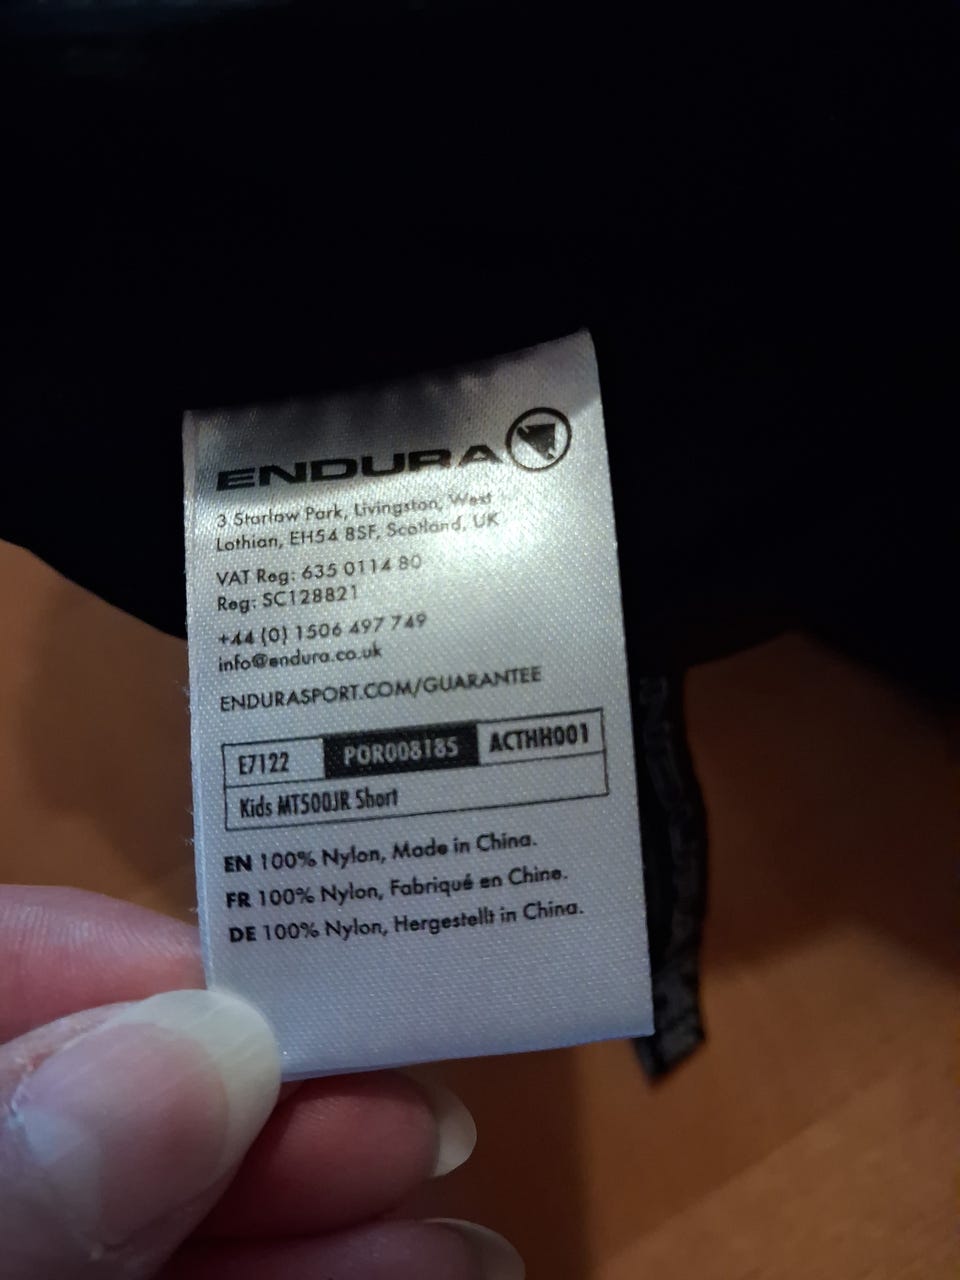 ENDURA
3 Starlaw Park, Livingston, West
Lothian, EH54 8SF, Scotland, UK
VAT Reg: 635 0114 80
Reg: SC128821
+44 (0) 1506 497 749
info@endura.co.uk
ENDURASPORT.COM/GUARANTEE
E7122 POR008185 ACTHH001
Kids MT500JR Short
EN 100% Nylon, Made in China.
FR 100% Nylon, Fabriqué en Chine.
DE 100% Nylon, Hergestellt in China.